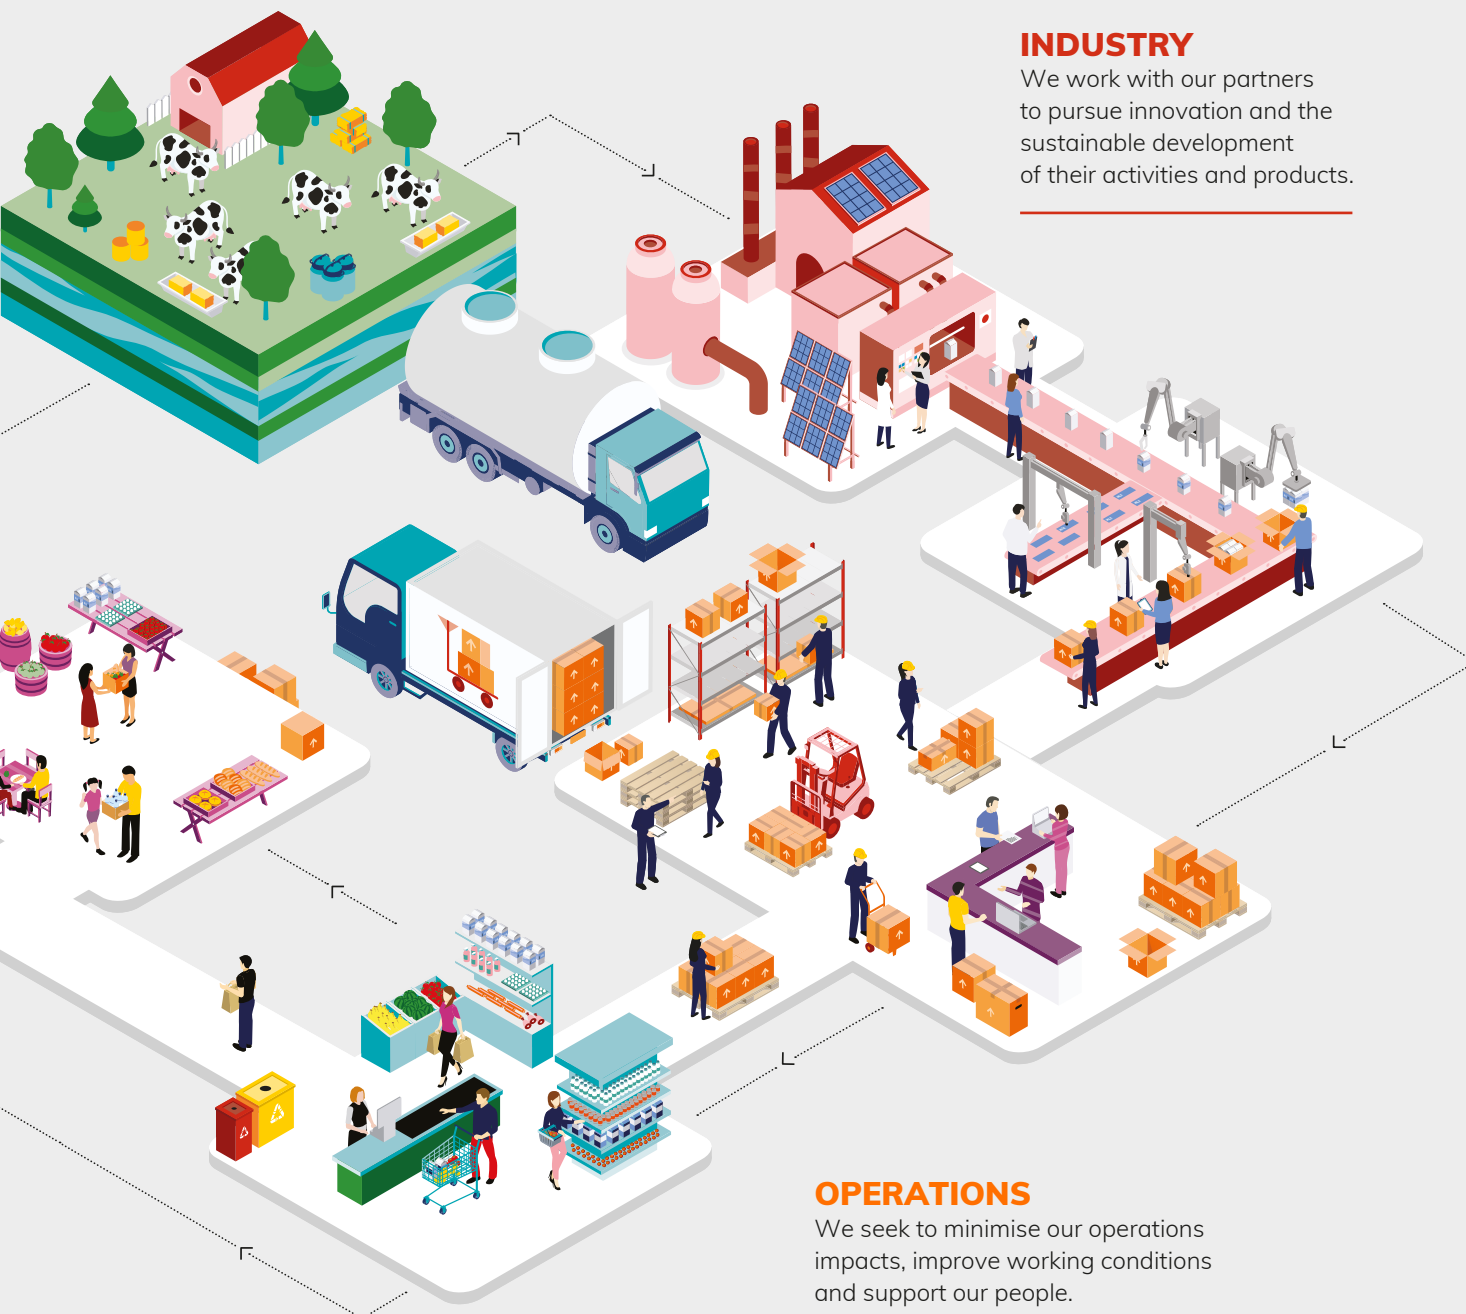 INDUSTRY
We work with our partners
to pursue innovation and the
sustainable development
of their activities and products.
OPERATIONS
We seek to minimise our operations
impacts, improve working conditions
and support our people.